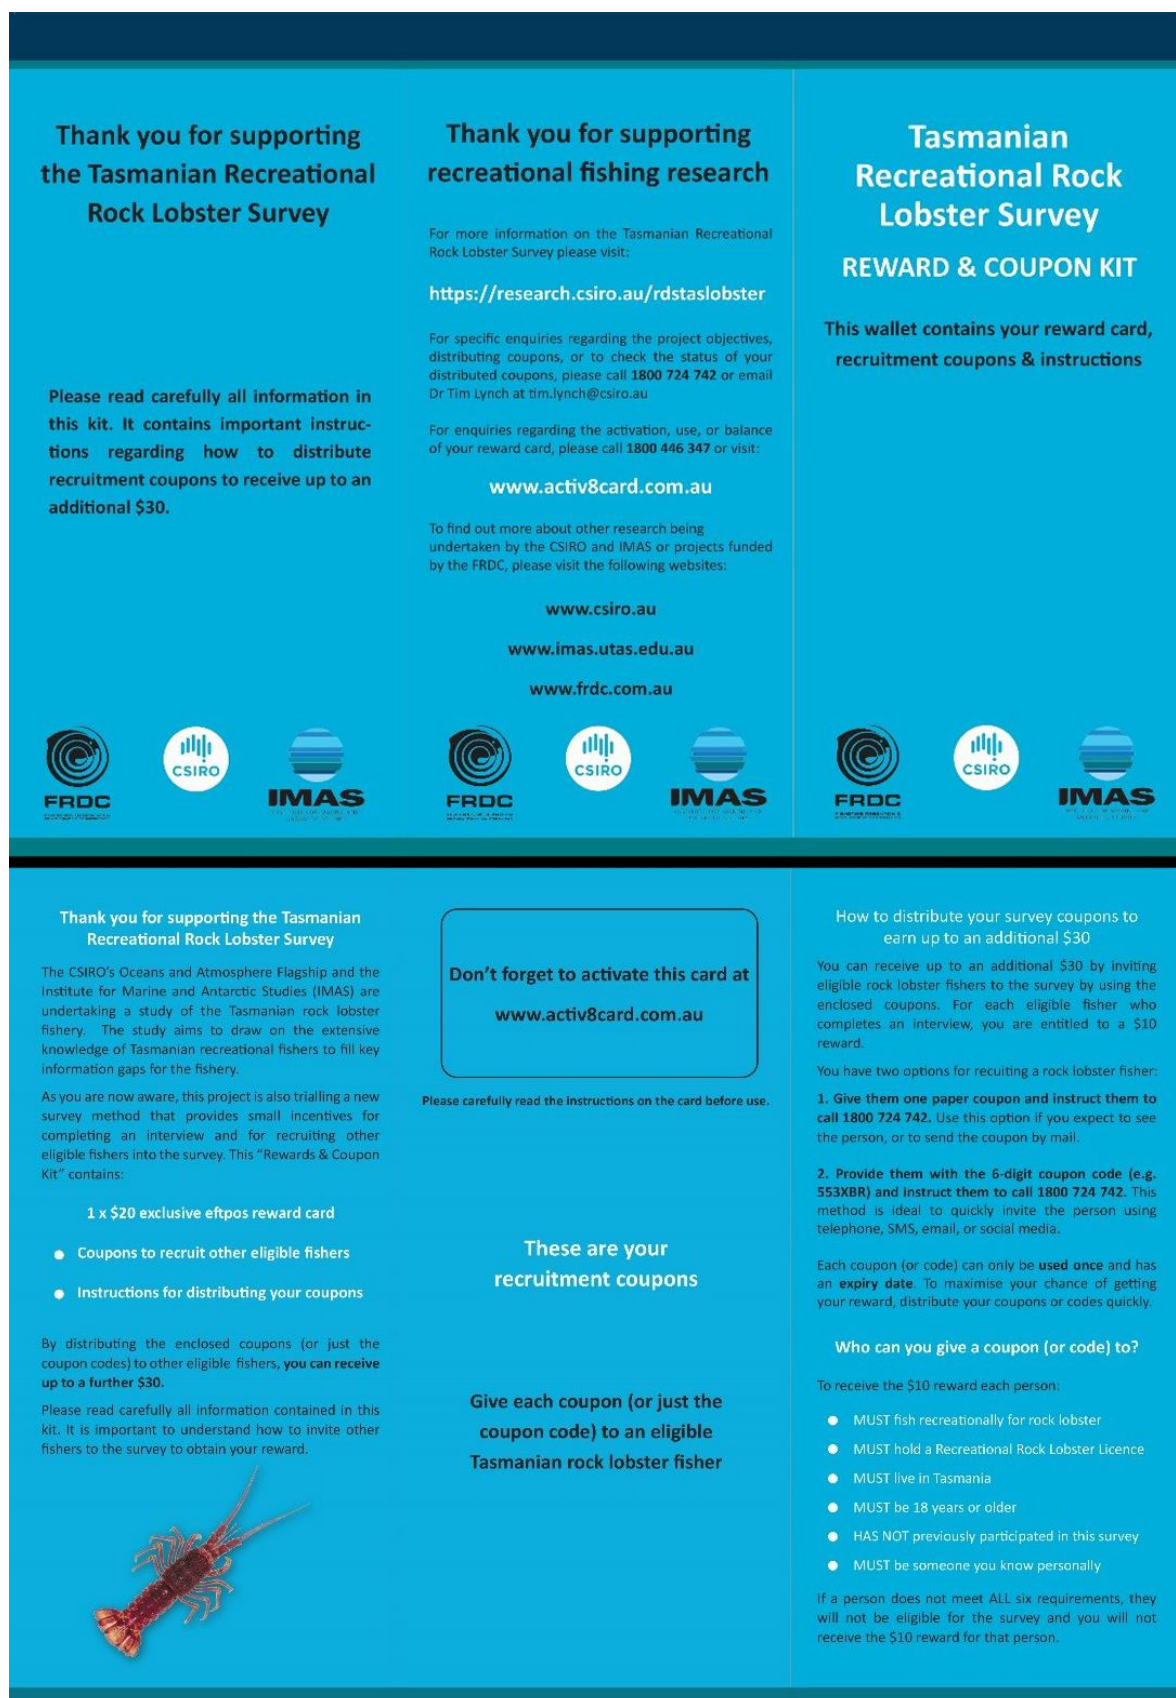 Thank you for supporting
the Tasmanian Recreational
Rock Lobster Survey
Please read carefully all information in
this kit. It contains important instruc-
tions regarding how to distribute
recruitment coupons to receive up to an
additional $30.
FRDC
CSIRO
IMAS
Thank you for supporting
recreational fishing research
For more information on the Tasmanian Recreational
Rock Lobster Survey please visit:
https://research.csiro.au/rdstaslobster
For specific enquiries regarding the project objectives,
distributing coupons, or to check the status of your
distributed coupons, please call 1800 724 742 or email
Dr Tim Lynch at tim.lynch@csiro.au
For enquiries regarding the activation, use, or balance
of your reward card, please call 1800 446 347 or visit:
www.activ8card.com.au
To find out more about other research being
undertaken by the CSIRO and IMAS or projects funded
by the FRDC, please visit the following websites:
www.csiro.au
www.imas.utas.edu.au
www.frdc.com.au
FRDC
CSIRO
IMAS
Tasmanian
Recreational Rock
Lobster Survey
REWARD & COUPON KIT
This wallet contains your reward card,
recruitment coupons & instructions
FRDC
CSIRO
IMAS
Thank you for supporting the Tasmanian
Recreational Rock Lobster Survey
The CSIRO's Oceans and Atmosphere Flagship and the
Institute for Marine and Antarctic Studies (IMAS) are
undertaking a study of the Tasmanian rock lobster
fishery. The study aims to draw on the extensive
knowledge of Tasmanian recreational fishers to fill key
information gaps for the fishery.
As you are now aware, this project is also trialling a new
survey method that provides small incentives for
completing an interview and for recruiting other
eligible fishers into the survey. This "Rewards & Coupon
Kit" contains:
1 x $20 exclusive eftpos reward card
Coupons to recruit other eligible fishers
Instructions for distributing your coupons
By distributing the enclosed coupons (or just the
coupon codes) to other eligible fishers, you can receive
up to a further $30.
Please read carefully all information contained in this
kit. It is important to understand how to invite other
fishers to the survey to obtain your reward.
Don't forget to activate this card at
www.activ8card.com.au
Please carefully read the instructions on the card before use.
These are your
recruitment coupons
Give each coupon (or just the
coupon code) to an eligible
Tasmanian rock lobster fisher
How to distribute your survey coupons to
earn up to an additional $30
You can receive up to an additional $30 by inviting
eligible rock lobster fishers to the survey by using the
enclosed coupons. For each eligible fisher who
completes an interview, you are entitled to a $10
reward.
You have two options for recuiting a rock lobster fisher:
1. Give them one paper coupon and instruct them to
call 1800 724 742. Use this option if you expect to see
the person, or to send the coupon by mail.
2. Provide them with the 6-digit coupon code (e.g.
553XBR) and instruct them to call 1800 724 742. This
method is ideal to quickly invite the person using
telephone, SMS, email, or social media.
Each coupon (or code) can only be used once and has
an expiry date. To maximise your chance of getting
your reward, distribute your coupons or codes quickly.
Who can you give a coupon (or code) to?
To receive the $10 reward each person:
MUST fish recreationally for rock lobster
MUST hold a Recreational Rock Lobster Licence
MUST live in Tasmania
MUST be 18 years or older
HAS NOT previously participated in this survey
MUST be someone you know personally
If a person does not meet ALL six requirements, they
will not be eligible for the survey and you will not
receive the $10 reward for that person.